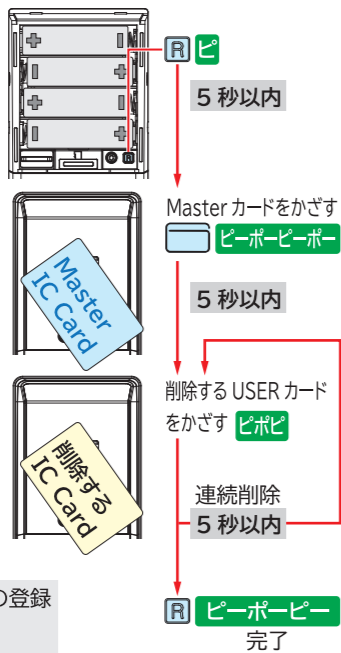 R ピ
5 秒以内
Master カードをかざす
ピーポーピーポー
Master
IC Card
5 秒以内
削除する USER カード
をかざす ピポピ
削除する
IC Card
連続削除
5 秒以内
の登録
R ピーポーピー
完了